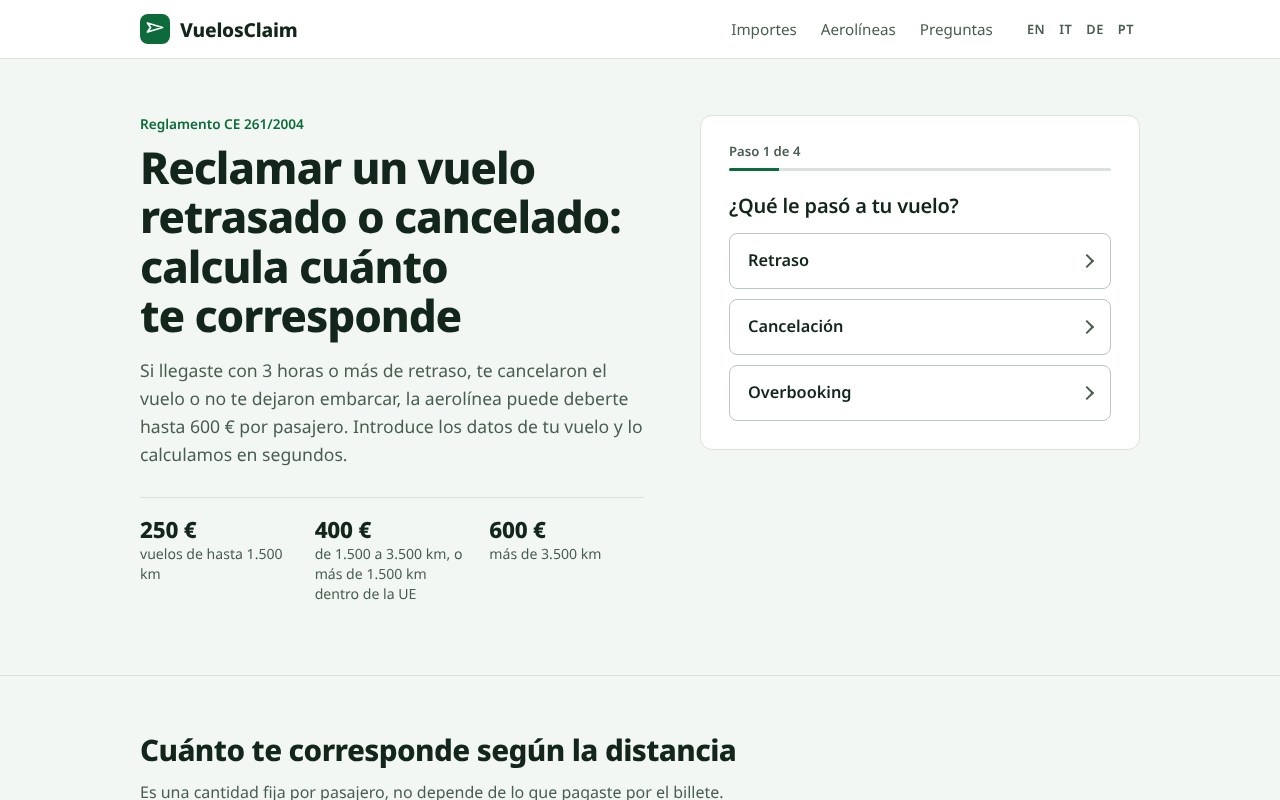 VuelosClaim
Importes
Aerolíneas
Preguntas
EN
IT
DE
PT
Reglamento CE 261/2004
Reclamar un vuelo
retrasado o cancelado:
calcula cuánto
te corresponde
Si llegaste con 3 horas o más de retraso, te cancelaron el
vuelo o no te dejaron embarcar, la aerolínea puede deberte
hasta 600 € por pasajero. Introduce los datos de tu vuelo y lo
calculamos en segundos.
250 €
vuelos de hasta 1.500
km
400 €
de 1.500 a 3.500 km, o
más de 1.500 km
dentro de la UE
600 €
más de 3.500 km
Paso 1 de 4
¿Qué le pasó a tu vuelo?
Retraso
Cancelación
Overbooking
Cuánto te corresponde según la distancia
Es una cantidad fija por pasajero, no depende de lo que pagaste por el billete.